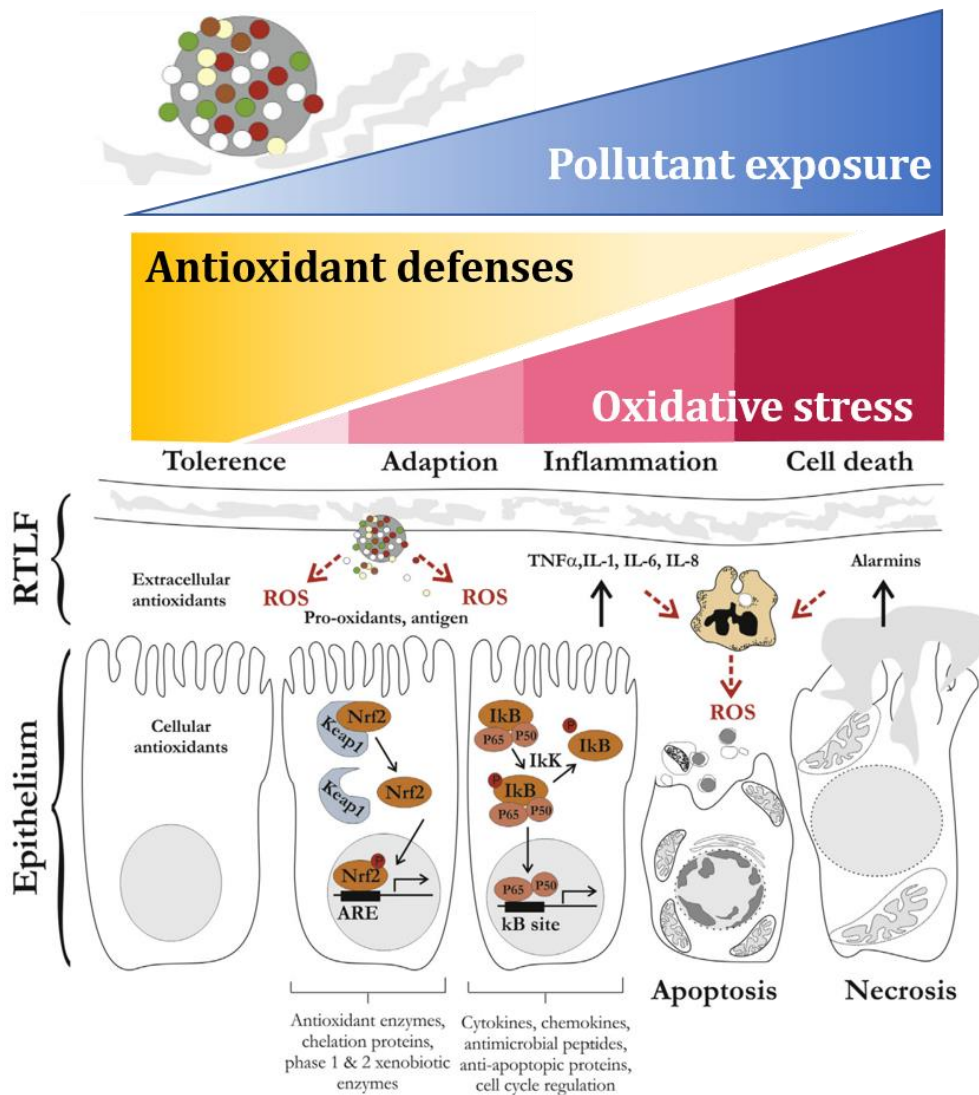 Pollutant exposure
Antioxidant defenses
Oxidative stress
Tolerence
Adaption
Inflammation
Cell death
RTLF
Extracellular
antioxidants
ROS
ROS
Pro-oxidants, antigen
TNFα,IL-1, IL-6, IL-8
Alarmins
ROS
Epithelium
Cellular
antioxidants
Nrf2
Keap1
Keap1
Nrf2
P
Nrf2
ARE
IkB
P65
P50
P
IkB
IkK
P
IkB
P65
P50
P65
P50
kB site
Apoptosis
Necrosis
Antioxidant enzymes,
chelation proteins,
phase 1 & 2 xenobiotic
enzymes
Cytokines, chemokines,
antimicrobial peptides,
anti-apoptopic proteins,
cell cycle regulation